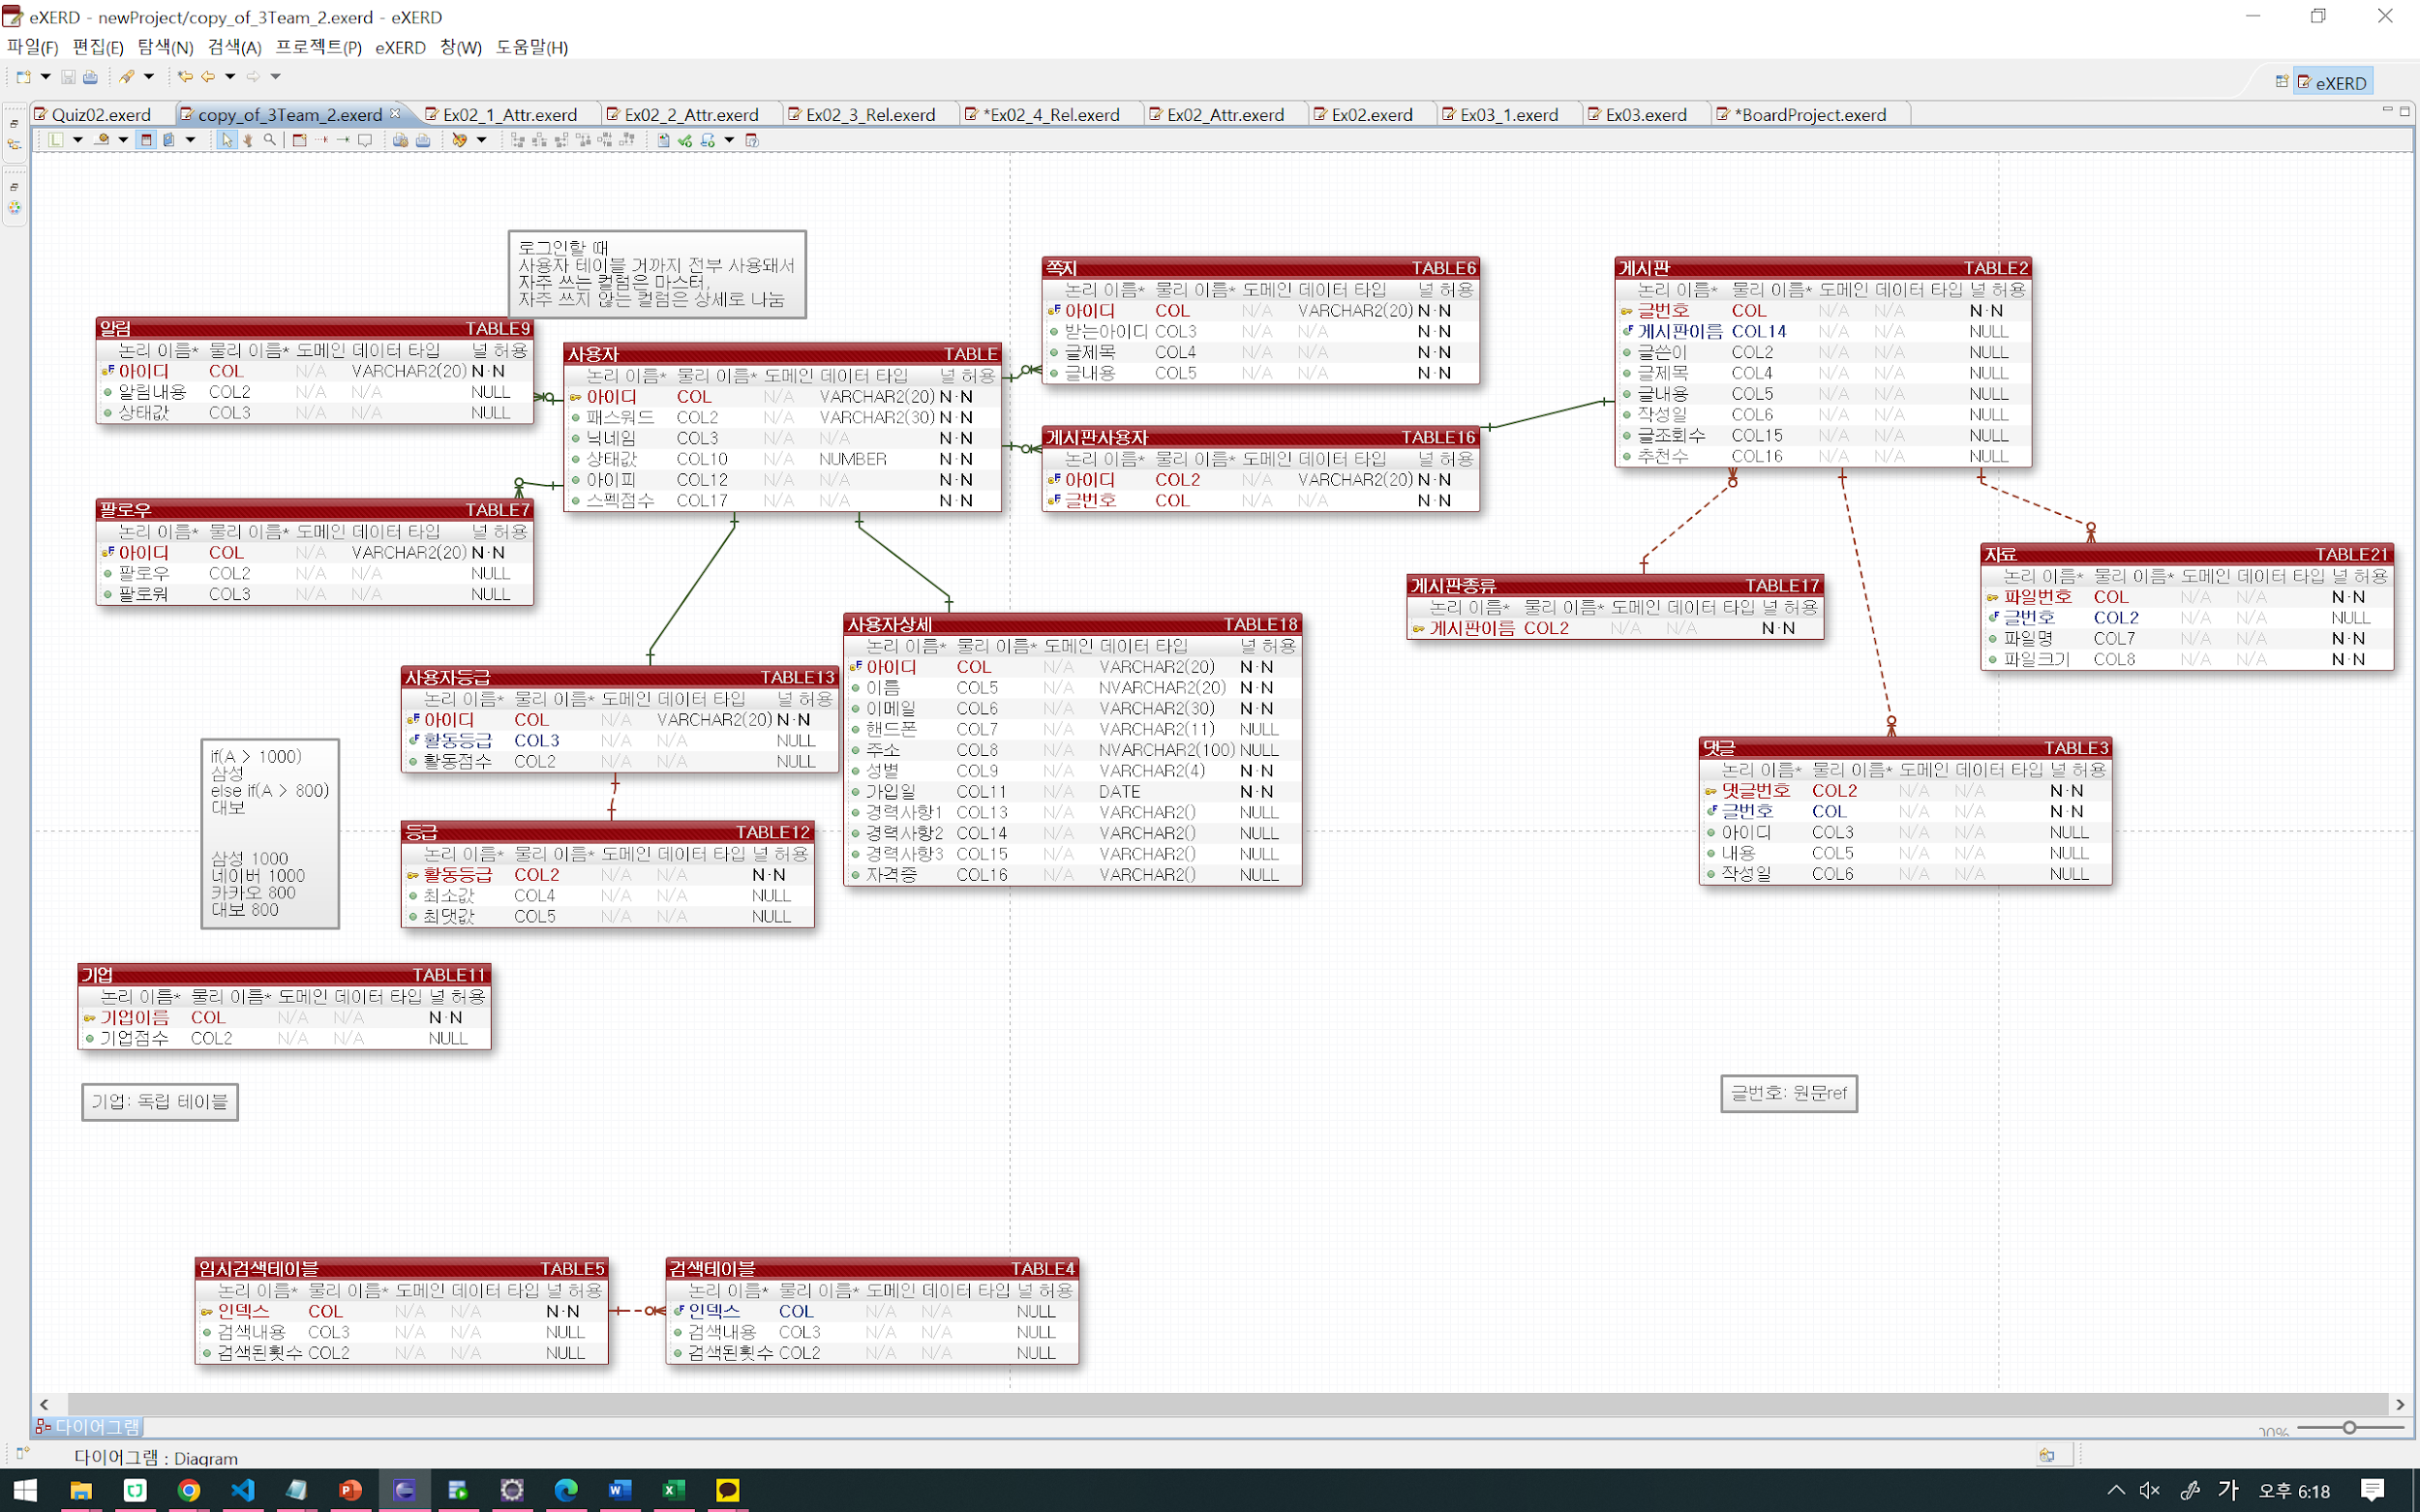 eXERD - newProject/copy_of_3Team_2.exerd - eXERD
파일(F) 편집(E) 탐색(N) 검색(A) 프로젝트(P) eXERD 창(W) 도움말(H)
eXERD
Quiz02.exerd copy_of_3Team_2.exerd Ex02_1_Attr.exerd Ex02_2_Attr.exerd Ex02_3_Rel.exerd *Ex02_4_Rel.exerd Ex02_Attr.exerd Ex02.exerd Ex03_1.exerd Ex03.exerd *BoardProject.exerd
로그인할 때
사용자 테이블 거까지 전부 사용돼서
자주 쓰는 컬럼은 마스터,
자주 쓰지 않는 컬럼은 상세로 나눔
알림 TABLE9
논리 이름* 물리 이름* 도메인 데이터 타입 널 허용
아이디 COL N/A VARCHAR2(20) N·N
알림내용 COL2 N/A N/A NULL
상태값 COL3 N/A N/A NULL
사용자 TABLE
논리 이름* 물리 이름* 도메인 데이터 타입 널 허용
아이디 COL N/A VARCHAR2(20) N·N
패스워드 COL2 N/A VARCHAR2(30) N·N
닉네임 COL3 N/A N/A N·N
상태값 COL10 N/A NUMBER N·N
아이피 COL12 N/A N/A N·N
스펙점수 COL17 N/A N/A N·N
쪽지 TABLE6
논리 이름* 물리 이름* 도메인 데이터 타입 널 허용
아이디 COL N/A VARCHAR2(20) N·N
받는아이디 COL3 N/A N/A N·N
글제목 COL4 N/A N/A N·N
글내용 COL5 N/A N/A N·N
게시판사용자 TABLE16
논리 이름* 물리 이름* 도메인 데이터 타입 널 허용
아이디 COL2 N/A VARCHAR2(20) N·N
글번호 COL N/A N/A N·N
게시판 TABLE2
논리 이름* 물리 이름* 도메인 데이터 타입 널 허용
글번호 COL N/A N/A N·N
게시판이름 COL14 N/A N/A NULL
글쓴이 COL2 N/A N/A NULL
글제목 COL4 N/A N/A NULL
글내용 COL5 N/A N/A NULL
작성일 COL6 N/A N/A NULL
글조회수 COL15 N/A N/A NULL
추천수 COL16 N/A N/A NULL
팔로우 TABLE7
논리 이름* 물리 이름* 도메인 데이터 타입 널 허용
아이디 COL N/A VARCHAR2(20) N·N
팔로우 COL2 N/A N/A NULL
팔로워 COL3 N/A N/A NULL
게시판종류 TABLE17
논리 이름* 물리 이름* 도메인 데이터 타입 널 허용
게시판이름 COL2 N/A N/A N·N
자료 TABLE21
논리 이름* 물리 이름* 도메인 데이터 타입 널 허용
파일번호 COL N/A N/A N·N
글번호 COL2 N/A N/A NULL
파일명 COL7 N/A N/A N·N
파일크기 COL8 N/A N/A N·N
사용자상세 TABLE18
논리 이름* 물리 이름* 도메인 데이터 타입 널 허용
아이디 COL N/A VARCHAR2(20) N·N
이름 COL5 N/A NVARCHAR2(20) N·N
이메일 COL6 N/A VARCHAR2(30) N·N
핸드폰 COL7 N/A VARCHAR2(11) NULL
주소 COL8 N/A NVARCHAR2(100) NULL
성별 COL9 N/A VARCHAR2(4) N·N
가입일 COL11 N/A DATE N·N
경력사항1 COL13 N/A VARCHAR2() NULL
경력사항2 COL14 N/A VARCHAR2() NULL
경력사항3 COL15 N/A VARCHAR2() NULL
자격증 COL16 N/A VARCHAR2() NULL
사용자등급 TABLE13
논리 이름* 물리 이름* 도메인 데이터 타입 널 허용
아이디 COL N/A VARCHAR2(20) N·N
활동등급 COL3 N/A N/A NULL
활동점수 COL2 N/A N/A NULL
if(A > 1000)
삼성
else if(A > 800)
대보
삼성 1000
네이버 1000
카카오 800
대보 800
등급 TABLE12
논리 이름* 물리 이름* 도메인 데이터 타입 널 허용
활동등급 COL2 N/A N/A N·N
최소값 COL4 N/A N/A NULL
최댓값 COL5 N/A N/A NULL
댓글 TABLE3
논리 이름* 물리 이름* 도메인 데이터 타입 널 허용
댓글번호 COL2 N/A N/A N·N
글번호 COL N/A N/A N·N
아이디 COL3 N/A N/A NULL
내용 COL5 N/A N/A NULL
작성일 COL6 N/A N/A NULL
기업 TABLE11
논리 이름* 물리 이름* 도메인 데이터 타입 널 허용
기업이름 COL N/A N/A N·N
기업점수 COL2 N/A N/A NULL
기업: 독립 테이블
글번호: 원문ref
임시검색테이블 TABLE5
논리 이름* 물리 이름* 도메인 데이터 타입 널 허용
인덱스 COL N/A N/A N·N
검색내용 COL3 N/A N/A NULL
검색된횟수 COL2 N/A N/A NULL
검색테이블 TABLE4
논리 이름* 물리 이름* 도메인 데이터 타입 널 허용
인덱스 COL N/A N/A NULL
검색내용 COL3 N/A N/A NULL
검색된횟수 COL2 N/A N/A NULL
다이어그램
다이어그램 : Diagram
가 오후 6:18